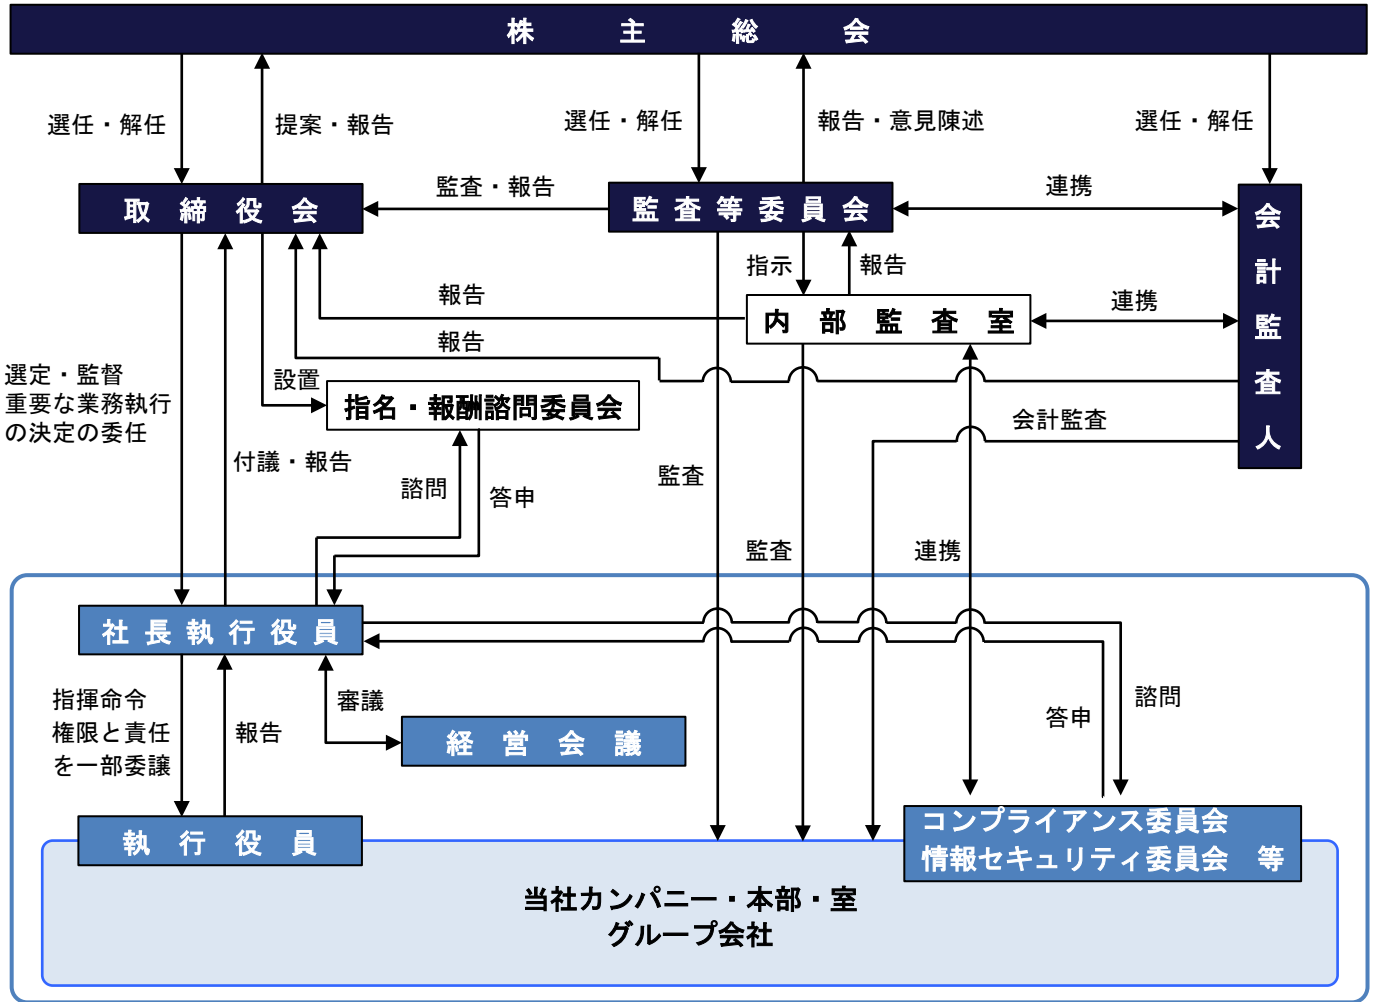 株主総会
選任・解任
提案・報告
選任・解任
報告・意見陳述
選任・解任
取締役会
監査・報告
監査等委員会
連携
会計監査人
指示
報告
報告
内部監査室
連携
報告
選定・監督
重要な業務執行
の決定の委任
設置
指名・報酬諮問委員会
会計監査
付議・報告
諮問
答申
監査
監査
連携
社長執行役員
指揮命令
権限と責任
を一部委譲
報告
審議
経営会議
答申
諮問
執行役員
コンプライアンス委員会
情報セキュリティ委員会 等
当社カンパニー・本部・室
グループ会社